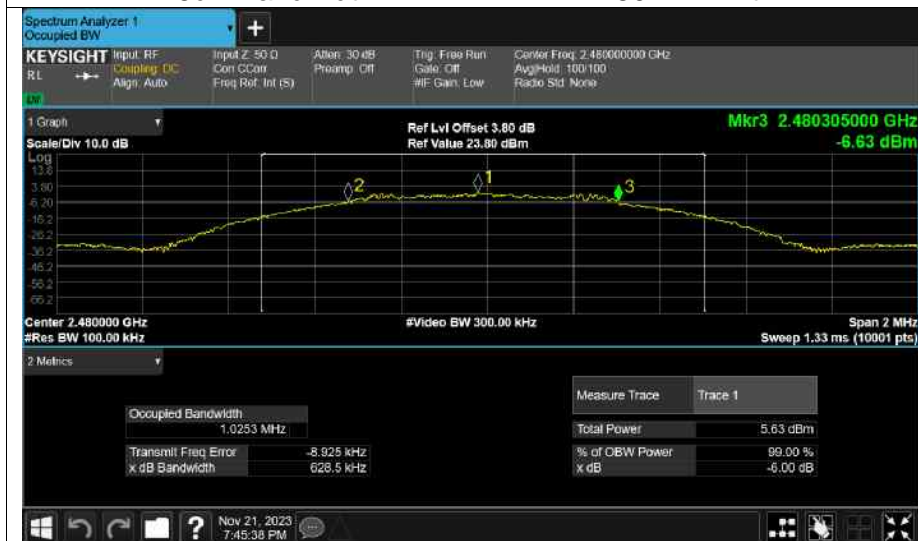 Spectrum Analyzer 1
Occupied BW
+
KEYSIGHT Input: RF Input Z: 50 Ω Atten: 30 dB Trig: Free Run Center Freq: 2.480000000 GHz
RL Coupling: DC Corr CCorr Preamp: Off Gate: Off Avg|Hold: 100/100
Align: Auto Freq Ref: Int (S) #IF Gain: Low Radio Std: None
1 Graph Ref Lvl Offset 3.80 dB Mkr3 2.480305000 GHz
Scale/Div 10.0 dB Ref Value 23.80 dBm -6.63 dBm
Log
13.8
3.80
-6.20
-16.2
-26.2
-36.2
-46.2
-56.2
-66.2
2 1 3
Center 2.480000 GHz #Video BW 300.00 kHz Span 2 MHz
#Res BW 100.00 kHz Sweep 1.33 ms (10001 pts)
2 Metrics
Measure Trace Trace 1
Occupied Bandwidth
1.0253 MHz Total Power 5.63 dBm
Transmit Freq Error -8.925 kHz % of OBW Power 99.00 %
x dB Bandwidth 628.5 kHz x dB -6.00 dB
? Nov 21, 2023
7:45:38 PM